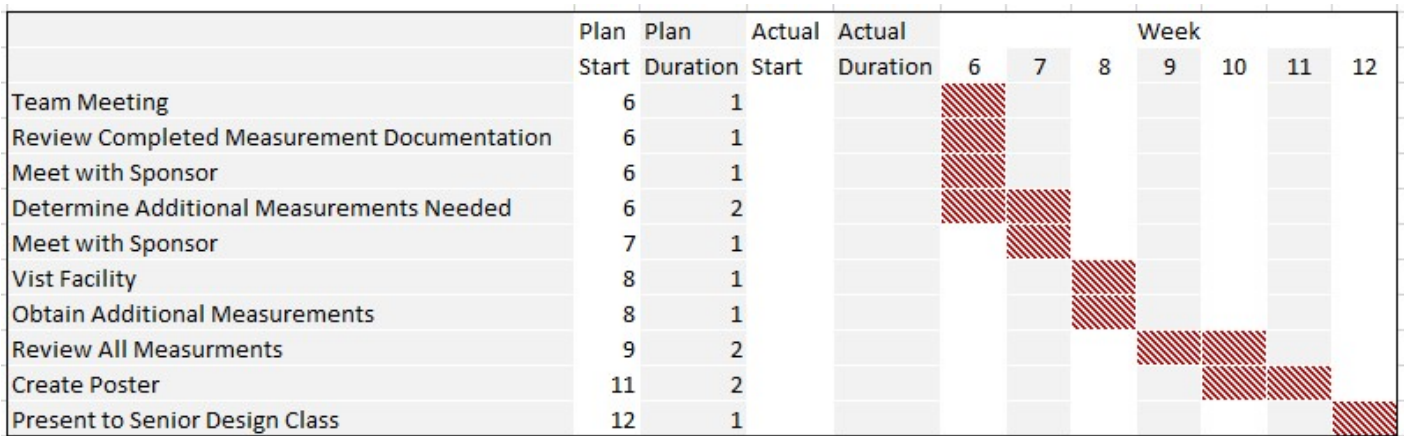 Plan Plan Actual Actual Week
Start Duration Start Duration 6 7 8 9 10 11 12
Team Meeting 6 1
Review Completed Measurement Documentation 6 1
Meet with Sponsor 6 1
Determine Additional Measurements Needed 6 2
Meet with Sponsor 7 1
Vist Facility 8 1
Obtain Additional Measurements 8 1
Review All Measurments 9 2
Create Poster 11 2
Present to Senior Design Class 12 1